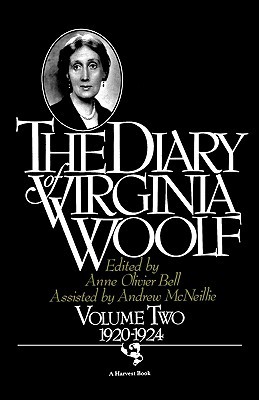 THE DIARY
of
VIRGINIA
WOOLF
Edited by
Anne Olivier Bell
Assisted by Andrew McNeillie
VOLUME TWO
1920-1924
A Harvest Book